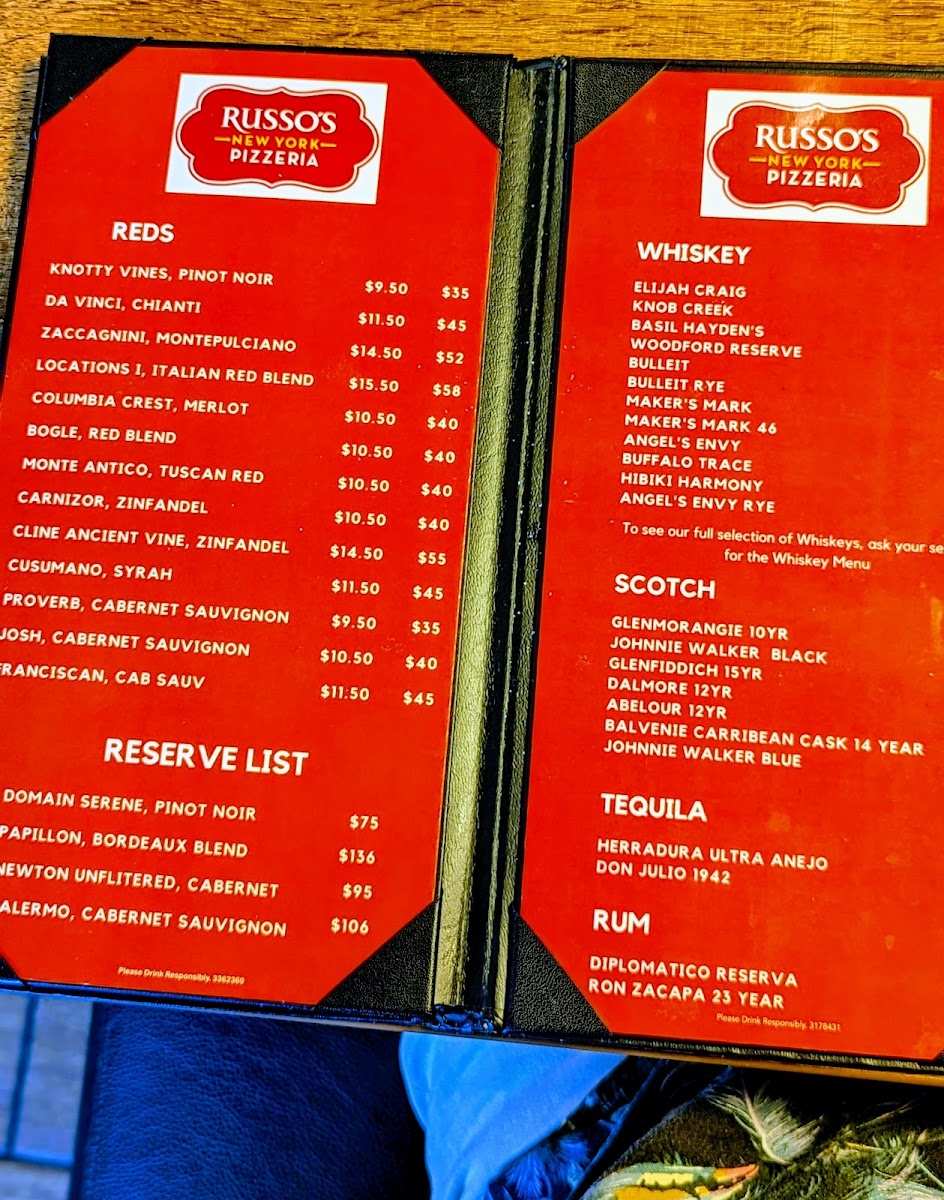 RUSSO'S
NEW YORK
PIZZERIA
REDS
KNOTTY VINES, PINOT NOIR $9.50 $35
DA VINCI, CHIANTI $11.50 $45
ZACCAGNINI, MONTEPULCIANO $14.50 $52
LOCATIONS I, ITALIAN RED BLEND $15.50 $58
COLUMBIA CREST, MERLOT $10.50 $40
BOGLE, RED BLEND $10.50 $40
MONTE ANTICO, TUSCAN RED $10.50 $40
CARNIZOR, ZINFANDEL $10.50 $40
CLINE ANCIENT VINE, ZINFANDEL $14.50 $55
CUSUMANO, SYRAH $11.50 $45
PROVERB, CABERNET SAUVIGNON $9.50 $35
JOSH, CABERNET SAUVIGNON $10.50 $40
FRANCISCAN, CAB SAUV $11.50 $45
RESERVE LIST
DOMAIN SERENE, PINOT NOIR $75
PAPILLON, BORDEAUX BLEND $136
NEWTON UNFLITERED, CABERNET $95
ALERMO, CABERNET SAUVIGNON $106
Please Drink Responsibly. 3362369
RUSSO'S
NEW YORK
PIZZERIA
WHISKEY
ELIJAH CRAIG
KNOB CREEK
BASIL HAYDEN'S
WOODFORD RESERVE
BULLEIT
BULLEIT RYE
MAKER'S MARK
MAKER'S MARK 46
ANGEL'S ENVY
BUFFALO TRACE
HIBIKI HARMONY
ANGEL'S ENVY RYE
To see our full selection of Whiskeys, ask your se
for the Whiskey Menu
SCOTCH
GLENMORANGIE 10YR
JOHNNIE WALKER BLACK
GLENFIDDICH 15YR
DALMORE 12YR
ABELOUR 12YR
BALVENIE CARRIBEAN CASK 14 YEAR
JOHNNIE WALKER BLUE
TEQUILA
HERRADURA ULTRA ANEJO
DON JULIO 1942
RUM
DIPLOMATICO RESERVA
RON ZACAPA 23 YEAR
Please Drink Responsibly. 3178431